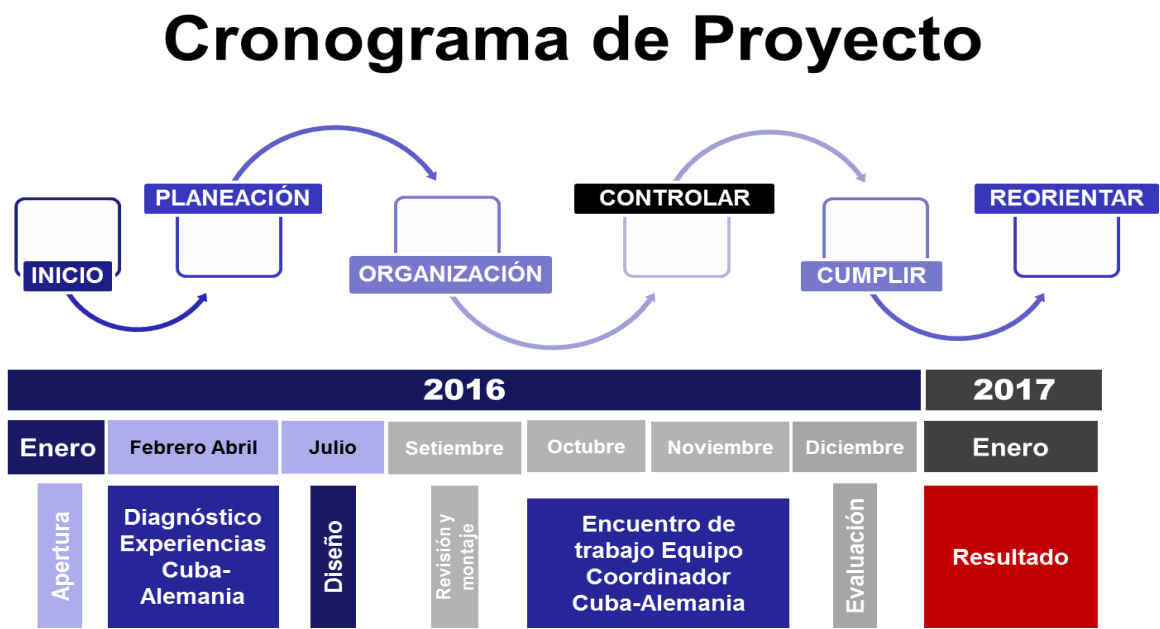 Cronograma de Proyecto
INICIO
PLANEACIÓN
ORGANIZACIÓN
CONTROLAR
CUMPLIR
REORIENTAR
2016
2017
Enero
Febrero Abril
Julio
Setiembre
Octubre
Noviembre
Diciembre
Enero
Apertura
Diagnóstico
Experiencias
Cuba-
Alemania
Diseño
Revisión y
montaje
Encuentro de
trabajo Equipo
Coordinador
Cuba-Alemania
Evaluación
Resultado